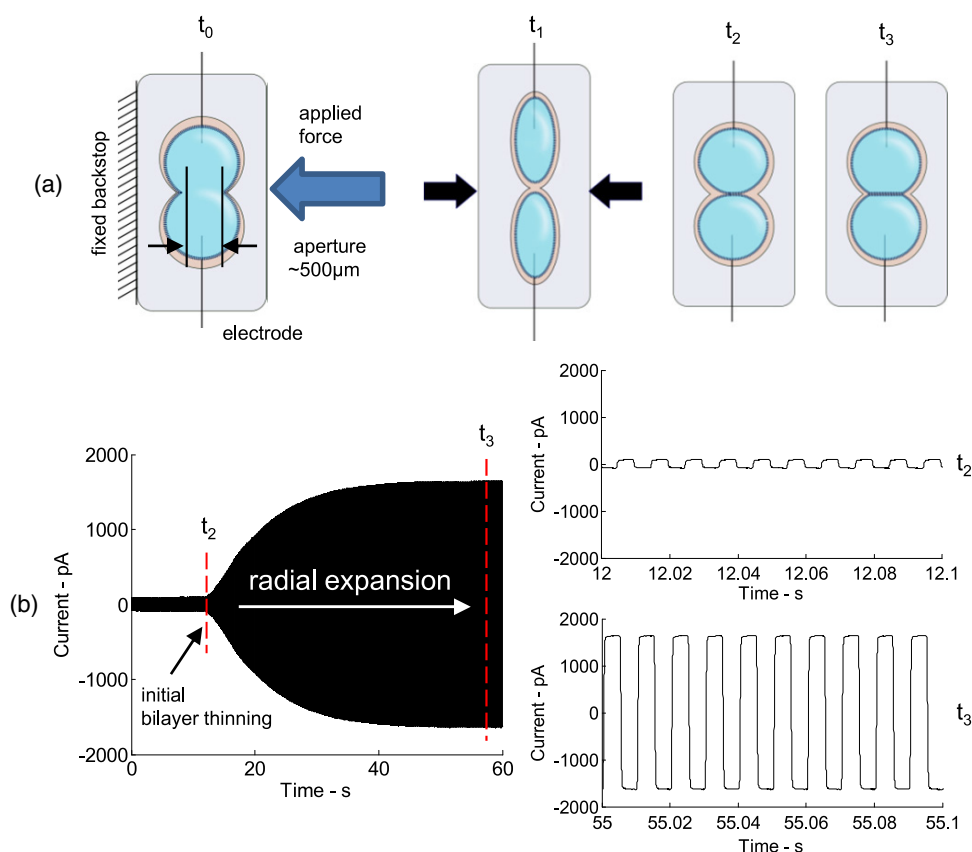 t0
t1
t2
t3
(a)
fixed backstop
applied
force
aperture
~500µm
electrode
(b)
Current - pA
2000
1000
0
-1000
-2000
t2
t3
radial expansion
initial
bilayer thinning
0
20
40
60
Time - s
Current - pA
2000
1000
0
-1000
-2000
t2
12
12.02
12.04
12.06
12.08
12.1
Time - s
Current - pA
2000
1000
0
-1000
-2000
t3
55
55.02
55.04
55.06
55.08
55.1
Time - s